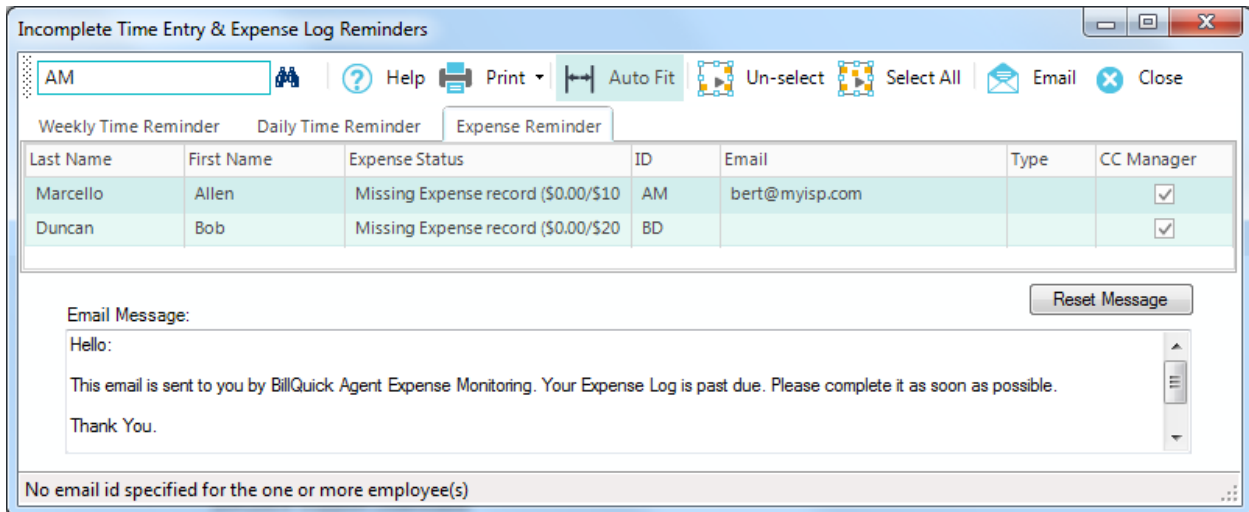 Incomplete Time Entry & Expense Log Reminders
AM Help Print Auto Fit Un-select Select All Email Close
Weekly Time Reminder Daily Time Reminder Expense Reminder
Last Name First Name Expense Status ID Email Type CC Manager
Marcello Allen Missing Expense record ($0.00/$10 AM bert@myisp.com
Duncan Bob Missing Expense record ($0.00/$20 BD
Reset Message
Email Message:
Hello:
This email is sent to you by BillQuick Agent Expense Monitoring. Your Expense Log is past due. Please complete it as soon as possible.
Thank You.
No email id specified for the one or more employee(s)